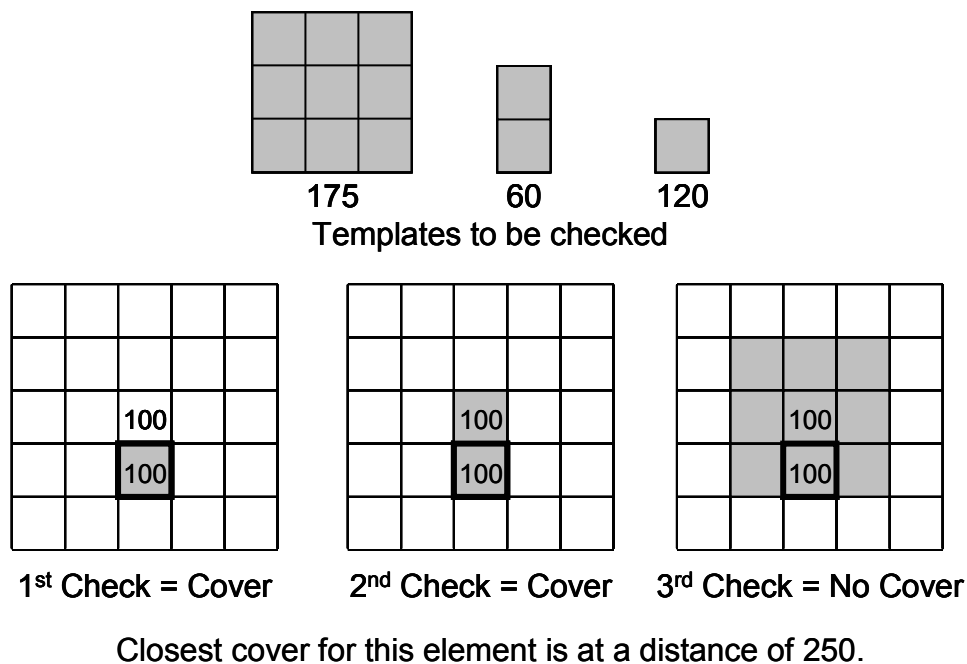 175 60 120
Templates to be checked
100 100 100
100 100 100
1st Check = Cover 2nd Check = Cover 3rd Check = No Cover
Closest cover for this element is at a distance of 250.